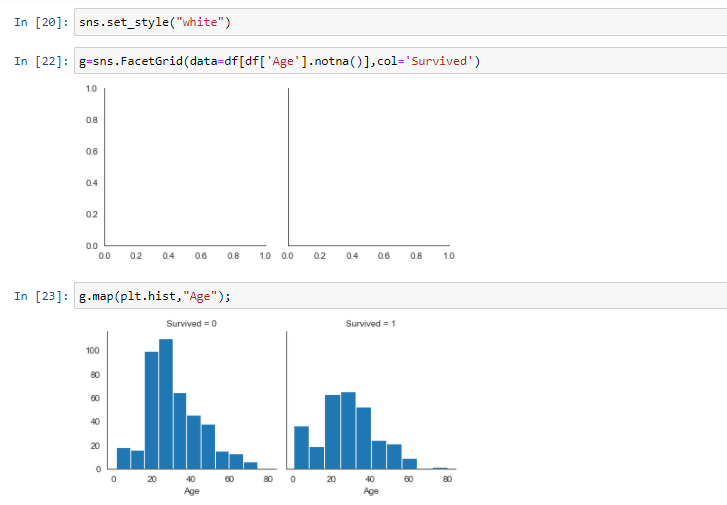 In [20]: sns.set_style("white")
In [22]: g=sns.FacetGrid(data=df[df['Age'].notna()],col='Survived')
1.0
0.8
0.6
0.4
0.2
0.0
0.0 0.2 0.4 0.6 0.8 1.0 0.0 0.2 0.4 0.6 0.8 1.0
In [23]: g.map(plt.hist,"Age");
Survived = 0 Survived = 1
100
80
60
40
20
0
0 20 40 60 80 0 20 40 60 80
Age Age